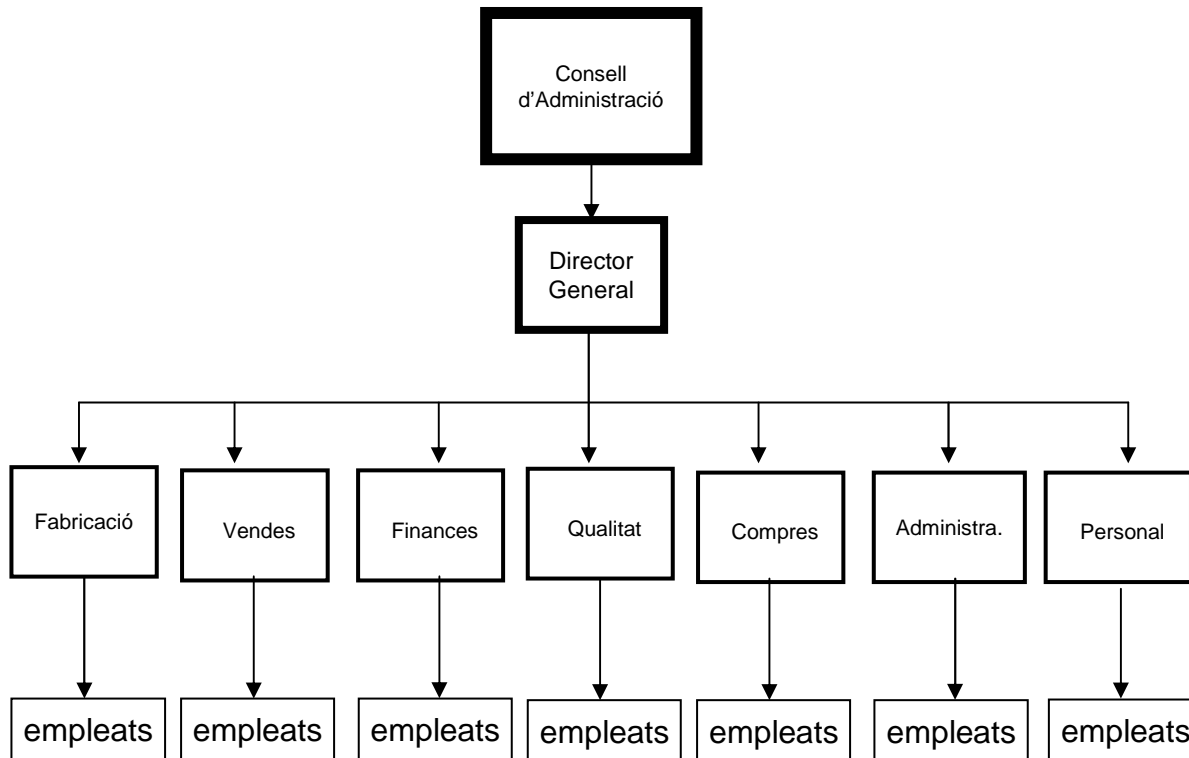 Consell
d’Administració
Director
General
Fabricació
Vendes
Finances
Qualitat
Compres
Administra.
Personal
empleats
empleats
empleats
empleats
empleats
empleats
empleats